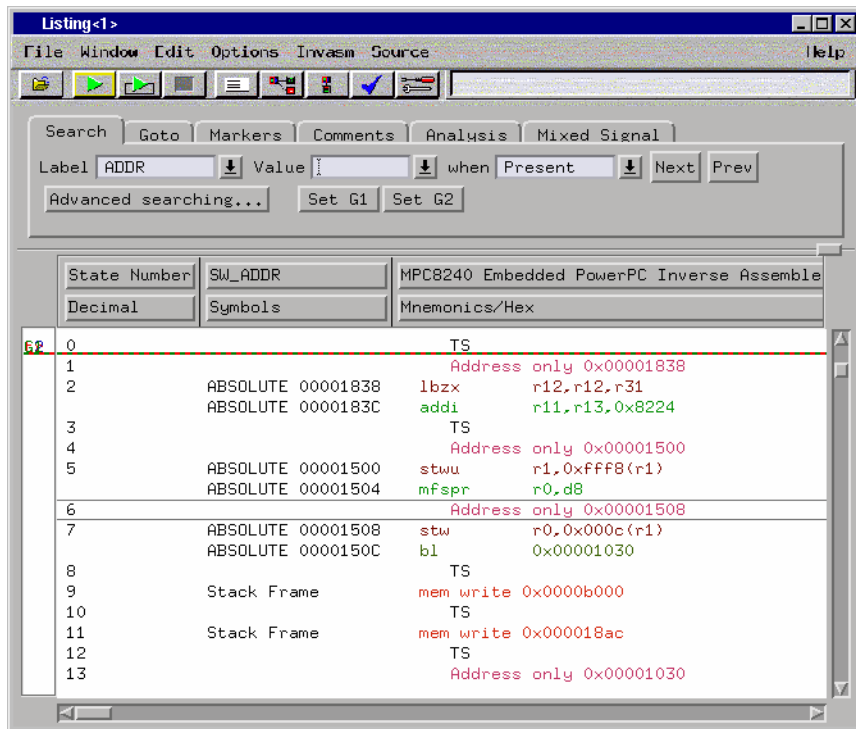 Listing<1>
File Window Edit Options Invasm Source Help
Search Goto Markers Comments Analysis Mixed Signal
Label ADDR Value when Present Next Prev
Advanced searching... Set G1 Set G2
State Number SW_ADDR MPC8240 Embedded PowerPC Inverse Assemble
Decimal Symbols Mnemonics/Hex
0 TS
1 Address only 0x00001838
2 ABSOLUTE 00001838 lbzx r12,r12,r31
ABSOLUTE 0000183C addi r11,r13,0x8224
3 TS
4 Address only 0x00001500
5 ABSOLUTE 00001500 stwu r1,0xfff8(r1)
ABSOLUTE 00001504 mfspr r0,d8
6 Address only 0x00001508
7 ABSOLUTE 00001508 stw r0,0x000c(r1)
ABSOLUTE 0000150C bl 0x00001030
8 TS
9 Stack Frame mem write 0x0000b000
10 TS
11 Stack Frame mem write 0x000018ac
12 TS
13 Address only 0x00001030